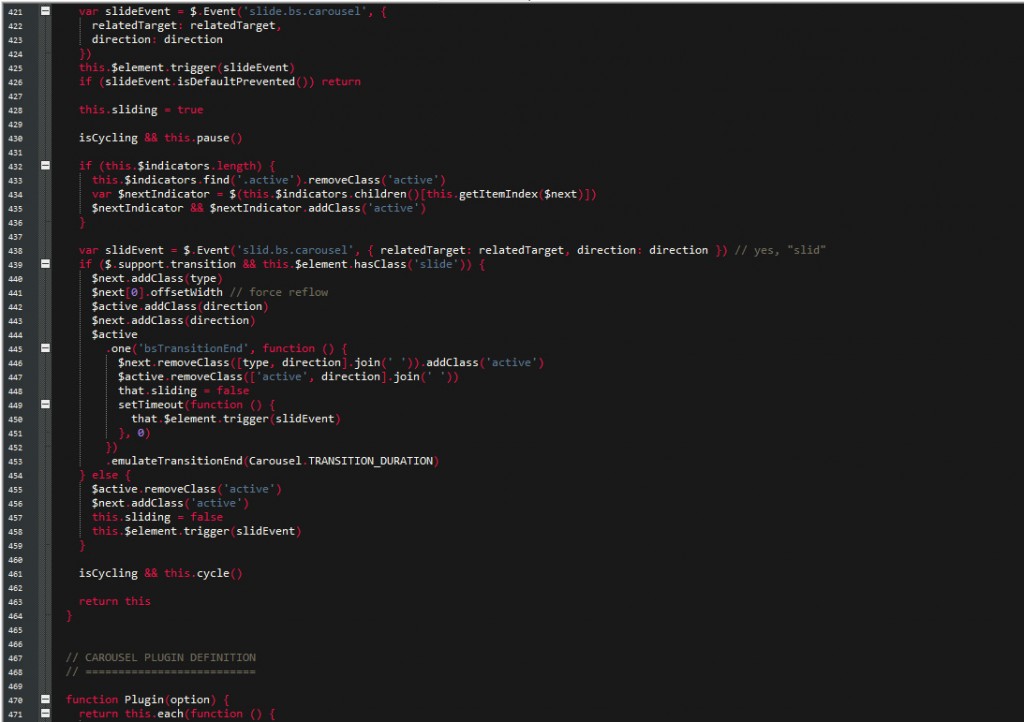 421 var slideEvent = $.Event('slide.bs.carousel', {
422 relatedTarget: relatedTarget,
423 direction: direction
424 })
425 this.$element.trigger(slideEvent)
426 if (slideEvent.isDefaultPrevented()) return
427
428 this.sliding = true
429
430 isCycling && this.pause()
431
432 if (this.$indicators.length) {
433 this.$indicators.find('.active').removeClass('active')
434 var $nextIndicator = $(this.$indicators.children()[this.getItemIndex($next)])
435 $nextIndicator && $nextIndicator.addClass('active')
436 }
437
438 var slidEvent = $.Event('slid.bs.carousel', { relatedTarget: relatedTarget, direction: direction }) // yes, "slid"
439 if ($.support.transition && this.$element.hasClass('slide')) {
440 $next.addClass(type)
441 $next[0].offsetWidth // force reflow
442 $active.addClass(direction)
443 $next.addClass(direction)
444 $active
445 .one('bsTransitionEnd', function () {
446 $next.removeClass([type, direction].join(' ')).addClass('active')
447 $active.removeClass(['active', direction].join(' '))
448 that.sliding = false
449 setTimeout(function () {
450 that.$element.trigger(slidEvent)
451 }, 0)
452 })
453 .emulateTransitionEnd(Carousel.TRANSITION_DURATION)
454 } else {
455 $active.removeClass('active')
456 $next.addClass('active')
457 this.sliding = false
458 this.$element.trigger(slidEvent)
459 }
460
461 isCycling && this.cycle()
462
463 return this
464 }
465
466
467 // CAROUSEL PLUGIN DEFINITION
468 // ==========================
469
470 function Plugin(option) {
471 return this.each(function () {